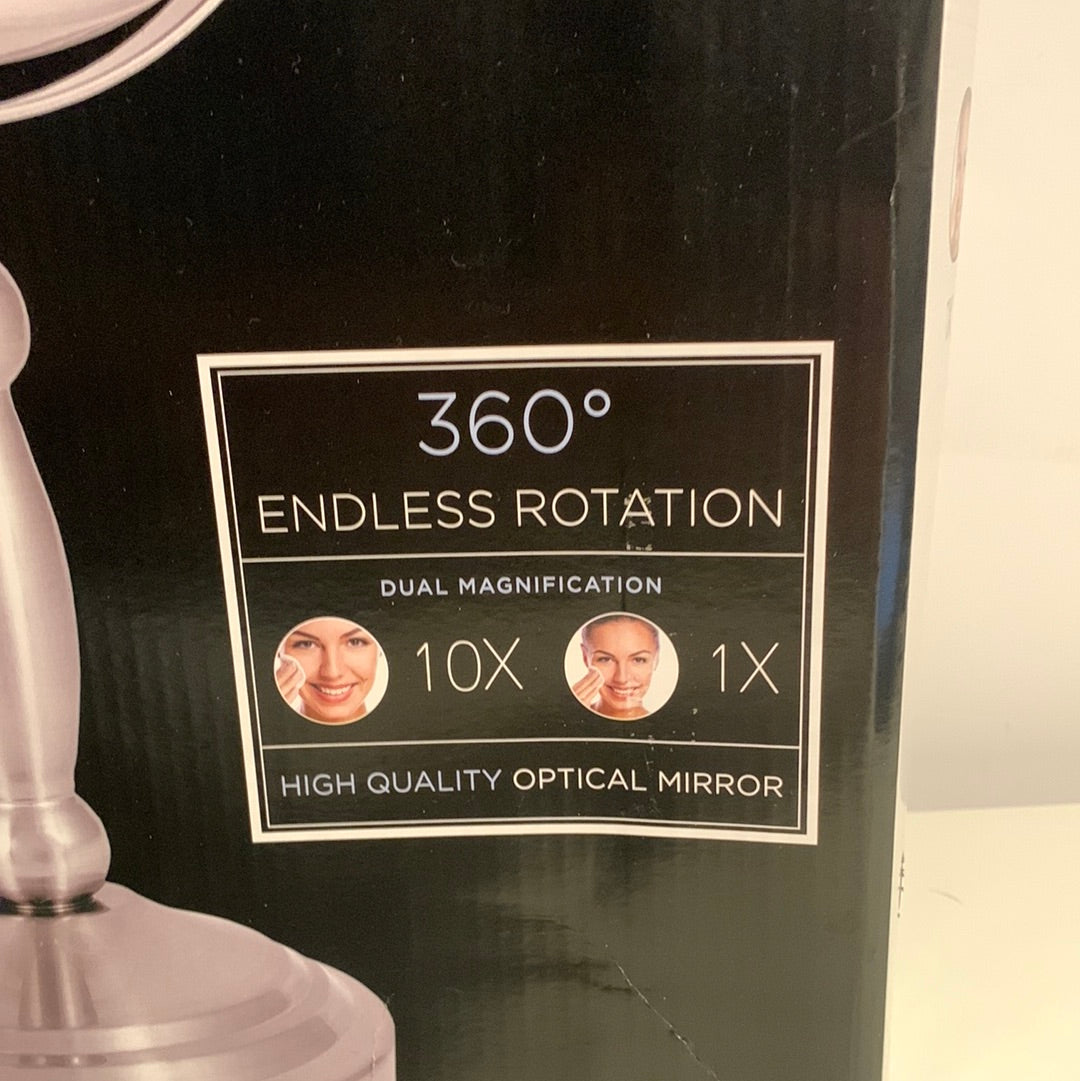 360°
ENDLESS ROTATION
DUAL MAGNIFICATION
10X 1X
HIGH QUALITY OPTICAL MIRROR